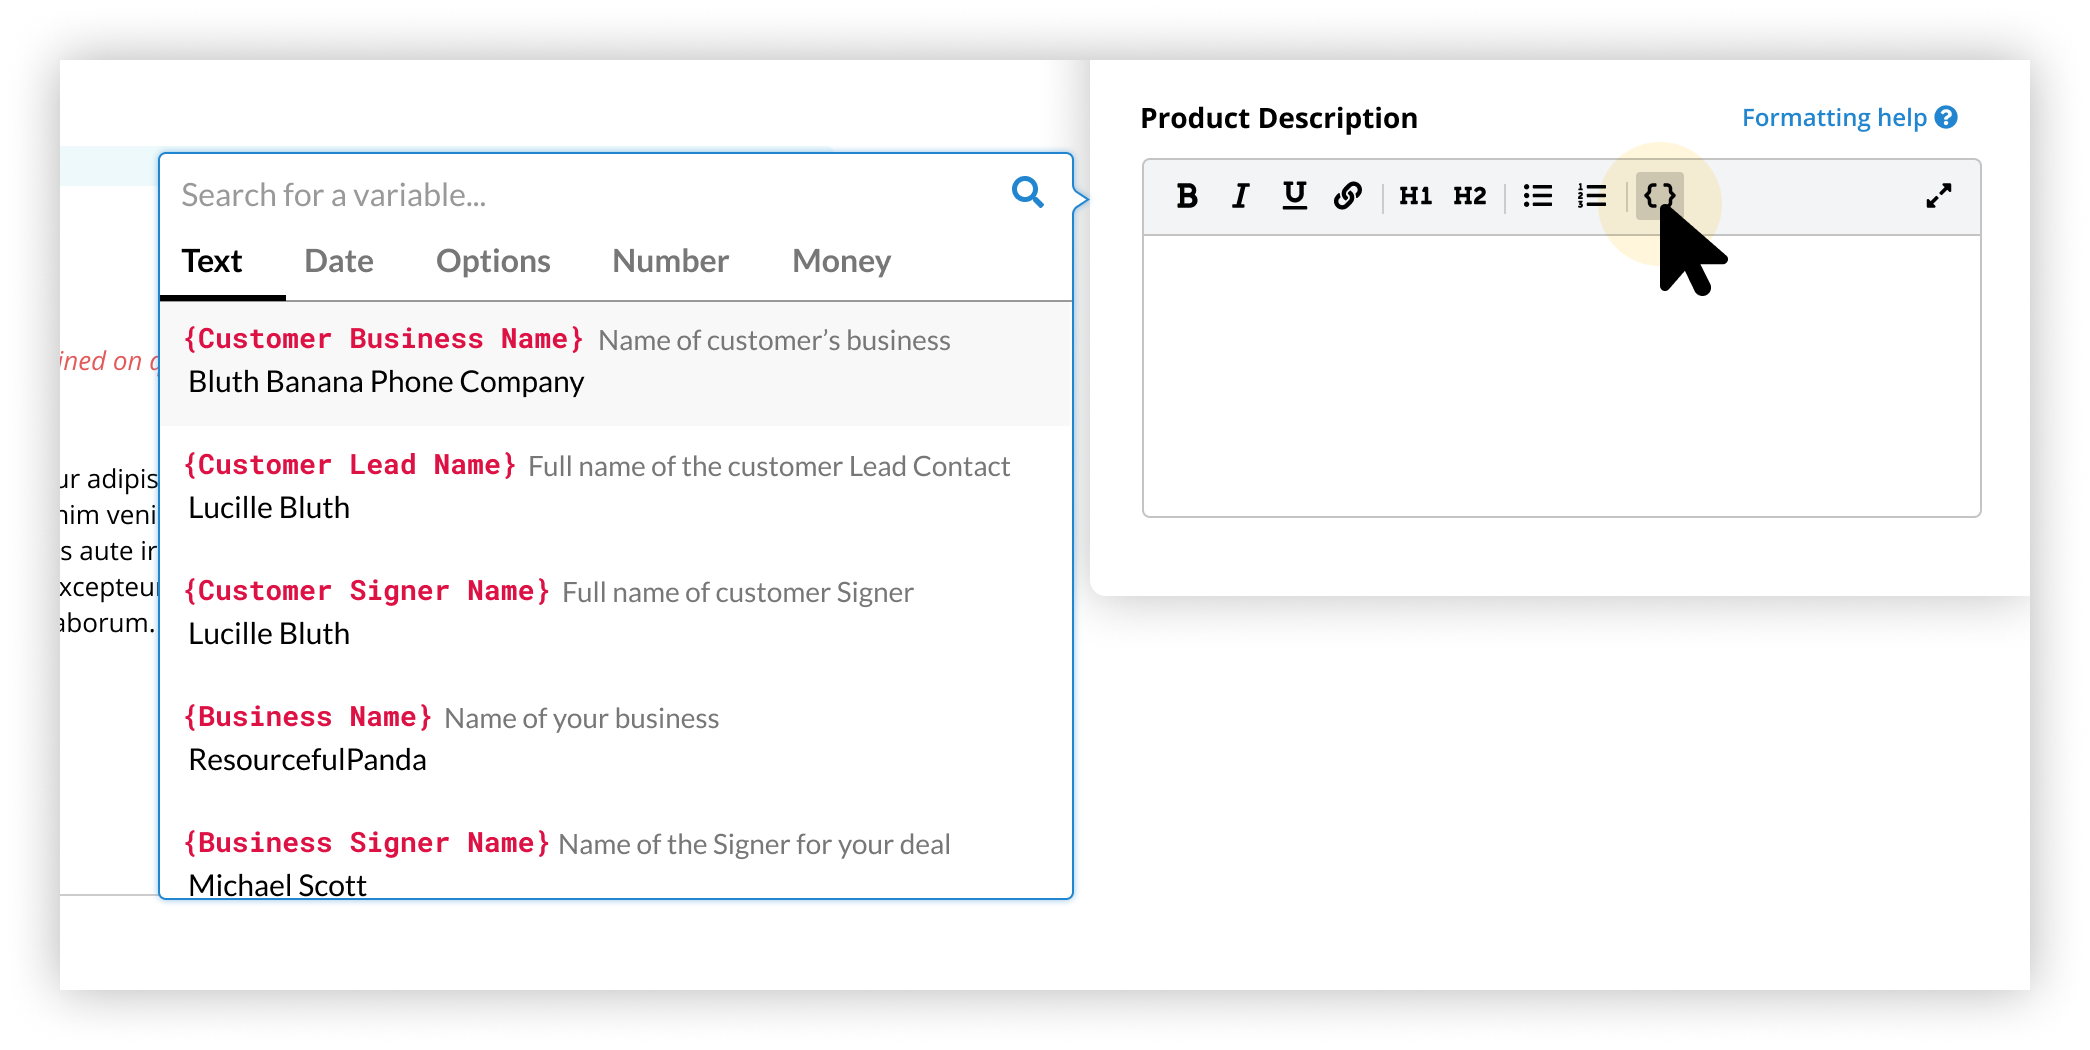 Product Description
Formatting help
B I U H1 H2 {}
Search for a variable...
Text Date Options Number Money
{Customer Business Name} Name of customer’s business
Bluth Banana Phone Company
{Customer Lead Name} Full name of the customer Lead Contact
Lucille Bluth
{Customer Signer Name} Full name of customer Signer
Lucille Bluth
{Business Name} Name of your business
ResourcefulPanda
{Business Signer Name} Name of the Signer for your deal
Michael Scott
ined on
ur adipis
nim veni
s aute ir
xcepteur
aborum.